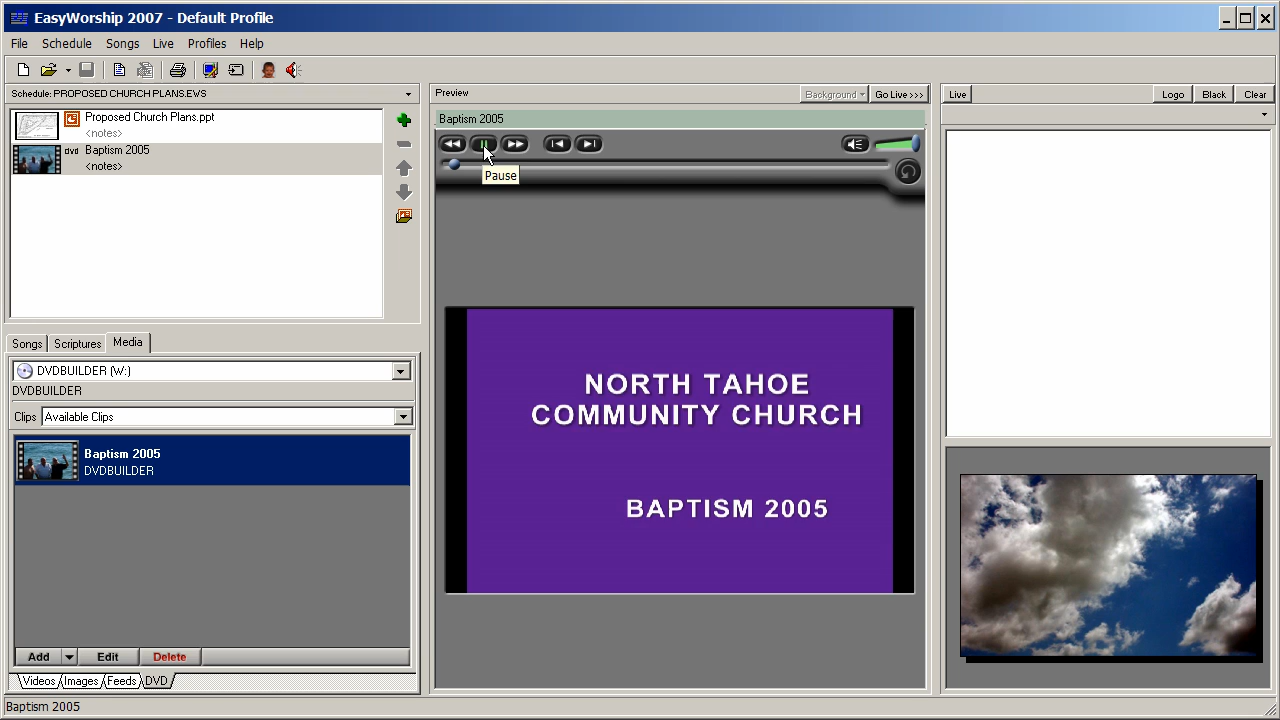 EasyWorship 2007 - Default Profile
File Schedule Songs Live Profiles Help
Schedule: PROPOSED CHURCH PLANS.EVS
Proposed Church Plans.ppt
<notes>
DVD Baptism 2005
<notes>
Songs Scriptures Media
DVDBUILDER (W:)
DVDBUILDER
Clips Available Clips
Baptism 2005
DVDBUILDER
Add Edit Delete
Videos Images Feeds DVD
Preview Background Go Live >>>
Baptism 2005
Pause
NORTH TAHOE
COMMUNITY CHURCH
BAPTISM 2005
Live Logo Black Clear
Baptism 2005